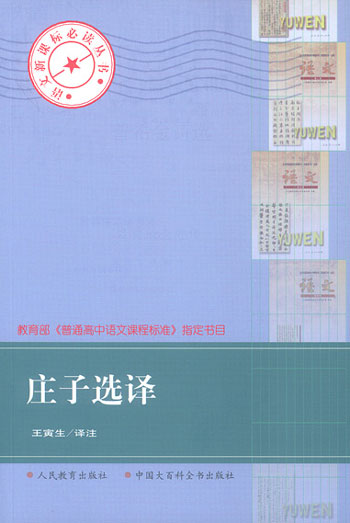 语文新课标必读丛书
YUWEN
语文
YUWEN
语文
YUWEN
语文
YUWEN
教育部《普通高中语文课程标准》指定书目
庄子选译
王寅生/译注
人民教育出版社
中国大百科全书出版社